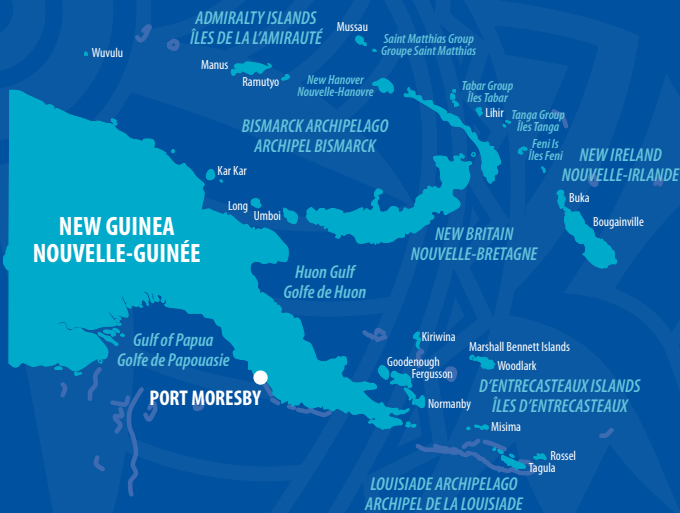 ADMIRALTY ISLANDS
ÎLES DE LA L'AMIRAUTÉ
Mussau
Saint Matthias Group
Groupe Saint Matthias
Wuvulu
Manus
Ramutyo
New Hanover
Nouvelle-Hanovre
Tabar Group
Îles Tabar
Lihir
Tanga Group
Îles Tanga
BISMARCK ARCHIPELAGO
ARCHIPEL BISMARCK
Feni Is
Îles Feni
NEW IRELAND
NOUVELLE-IRLANDE
Kar Kar
Buka
Long
Umboi
Bougainville
NEW GUINEA
NOUVELLE-GUINÉE
NEW BRITAIN
NOUVELLE-BRETAGNE
Huon Gulf
Golfe de Huon
Gulf of Papua
Golfe de Papouasie
Kiriwina
Marshall Bennett Islands
Woodlark
Goodenough
Fergusson
D'ENTRECASTEAUX ISLANDS
ÎLES D'ENTRECASTEAUX
PORT MORESBY
Normanby
Misima
Rossel
Tagula
LOUISIADE ARCHIPELAGO
ARCHIPEL DE LA LOUISIADE